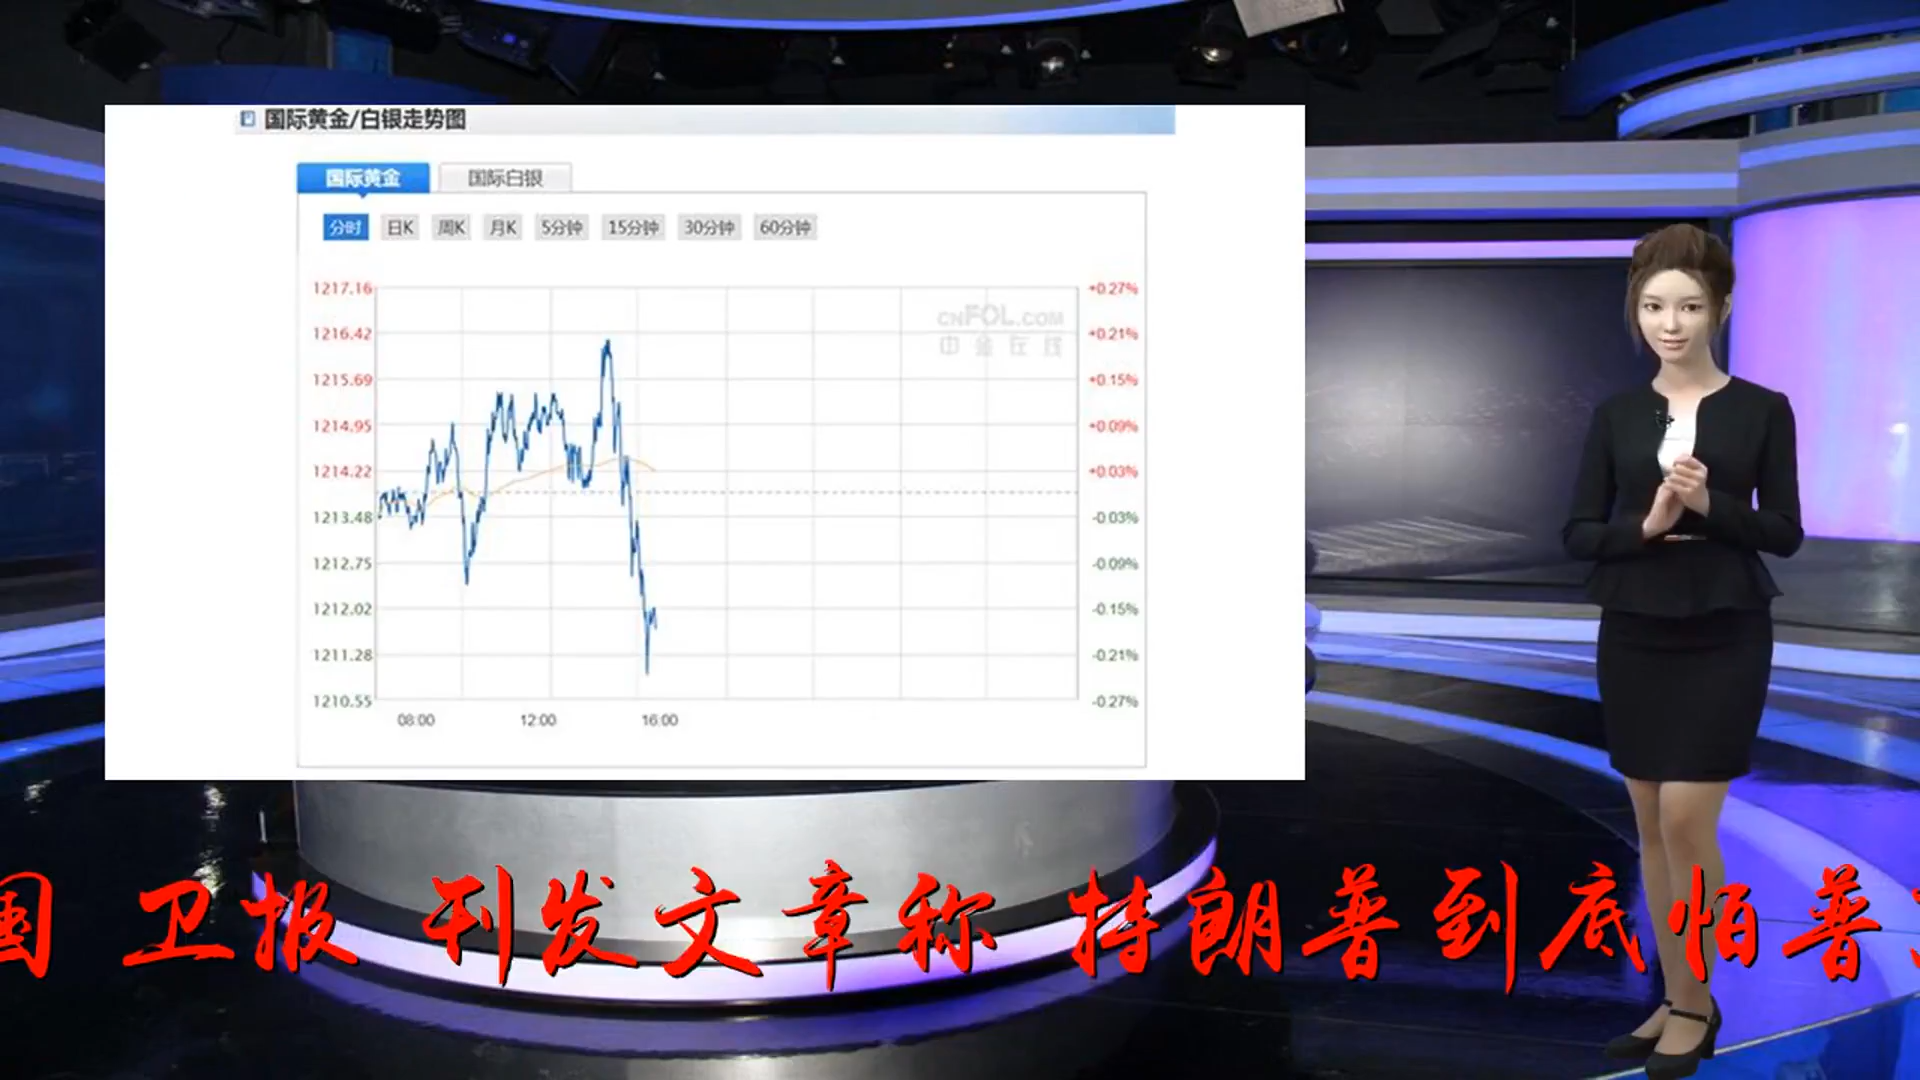 国际黄金/白银走势图
国际黄金 国际白银
分时 日K 周K 月K 5分钟 15分钟 30分钟 60分钟
1217.16 +0.27%
CNFOL.COM
1216.42 +0.21%
中金在线
1215.69 +0.15%
1214.95 +0.09%
1214.22 +0.03%
1213.48 -0.03%
1212.75 -0.09%
1212.02 -0.15%
1211.28 -0.21%
1210.55 -0.27%
08:00 12:00 16:00
国 卫报 刊发文章称 特朗普到底怕普